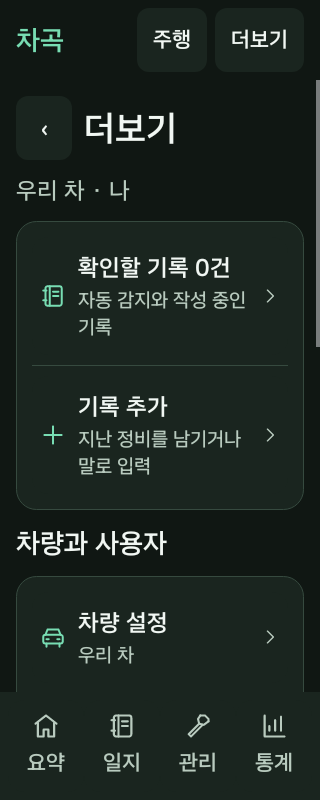 차곡
주행
더보기
‹ 더보기
우리 차 · 나
확인할 기록 0건
자동 감지와 작성 중인
기록
기록 추가
지난 정비를 남기거나
말로 입력
차량과 사용자
차량 설정
우리 차
요약
일지
관리
통계